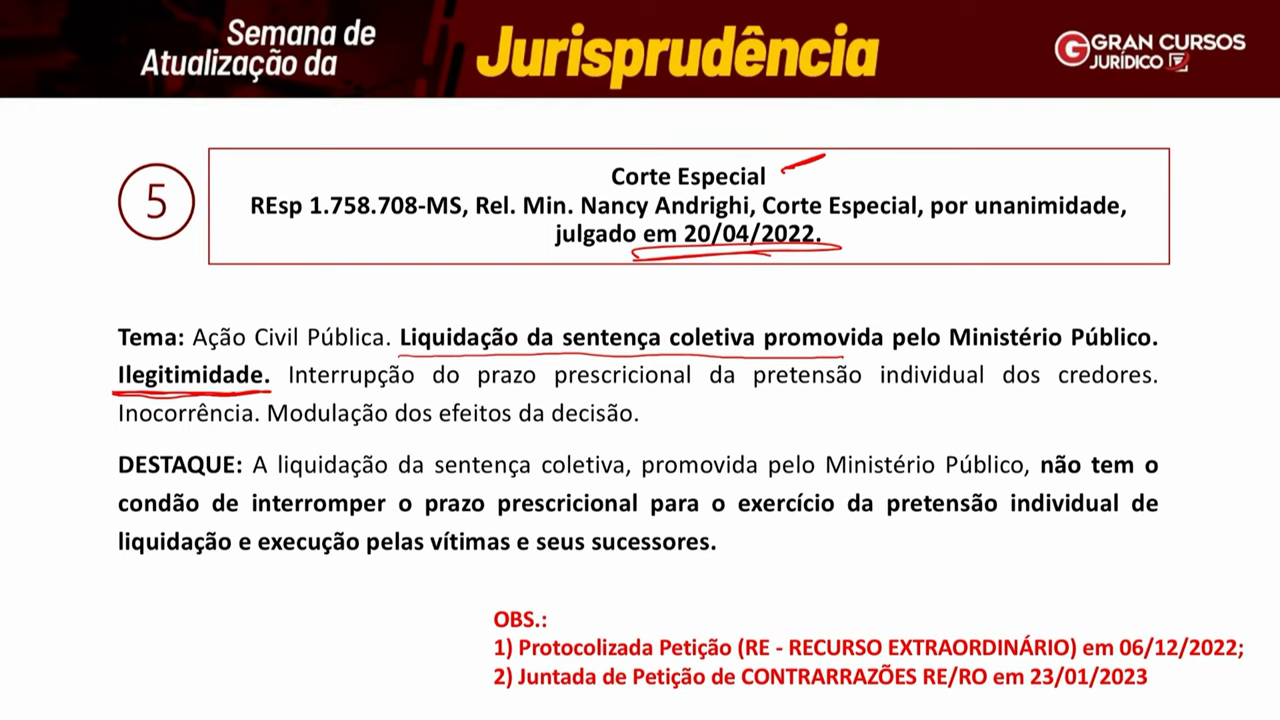 Semana de
Atualização da
Jurisprudência
GRAN CURSOS
JURÍDICO
5
Corte Especial
REsp 1.758.708-MS, Rel. Min. Nancy Andrighi, Corte Especial, por unanimidade,
julgado em 20/04/2022.
Tema: Ação Civil Pública. Liquidação da sentença coletiva promovida pelo Ministério Público.
Ilegitimidade. Interrupção do prazo prescricional da pretensão individual dos credores.
Inocorrência. Modulação dos efeitos da decisão.
DESTAQUE: A liquidação da sentença coletiva, promovida pelo Ministério Público, não tem o
condão de interromper o prazo prescricional para o exercício da pretensão individual de
liquidação e execução pelas vítimas e seus sucessores.
OBS.:
1) Protocolizada Petição (RE - RECURSO EXTRAORDINÁRIO) em 06/12/2022;
2) Juntada de Petição de CONTRARRAZÕES RE/RO em 23/01/2023